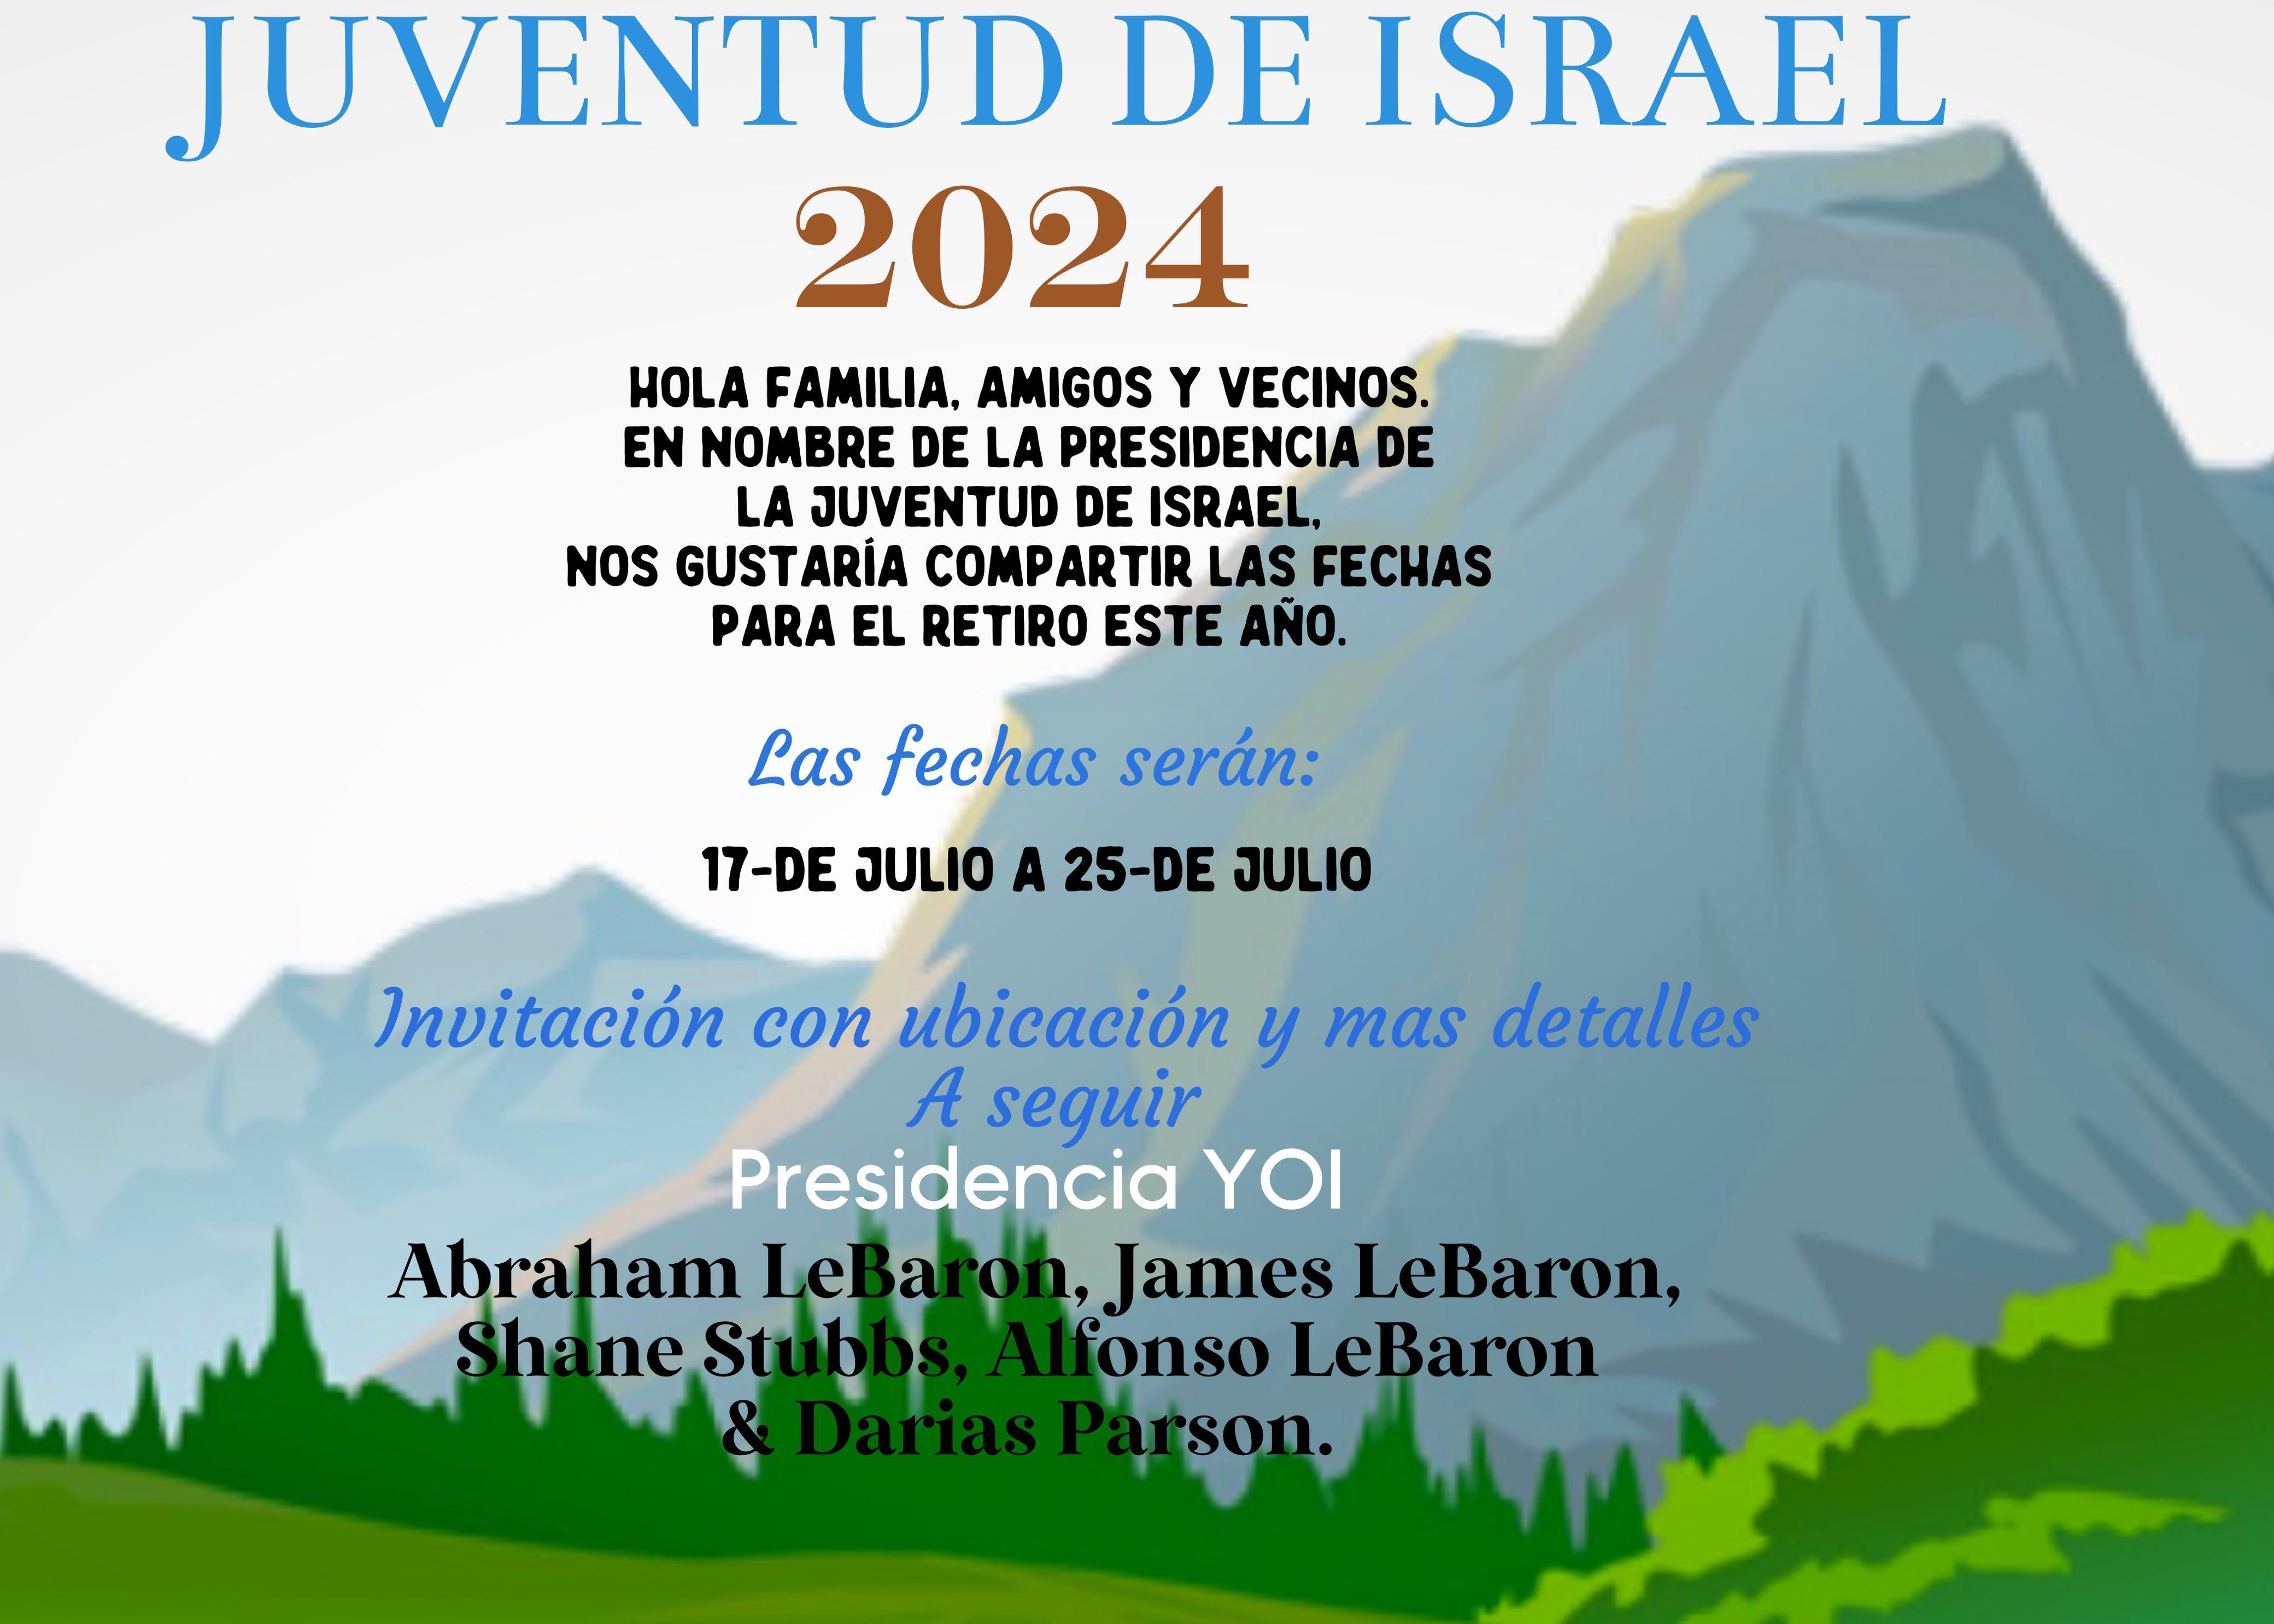 JUVENTUD DE ISRAEL
2024
HOLA FAMILIA, AMIGOS Y VECINOS.
EN NOMBRE DE LA PRESIDENCIA DE
LA JUVENTUD DE ISRAEL,
NOS GUSTARÍA COMPARTIR LAS FECHAS
PARA EL RETIRO ESTE AÑO.
Las fechas serán:
17-DE JULIO A 25-DE JULIO
Invitación con ubicación y mas detalles
A seguir
Presidencia YOI
Abraham LeBaron, James LeBaron,
Shane Stubbs, Alfonso LeBaron
& Darias Parson.